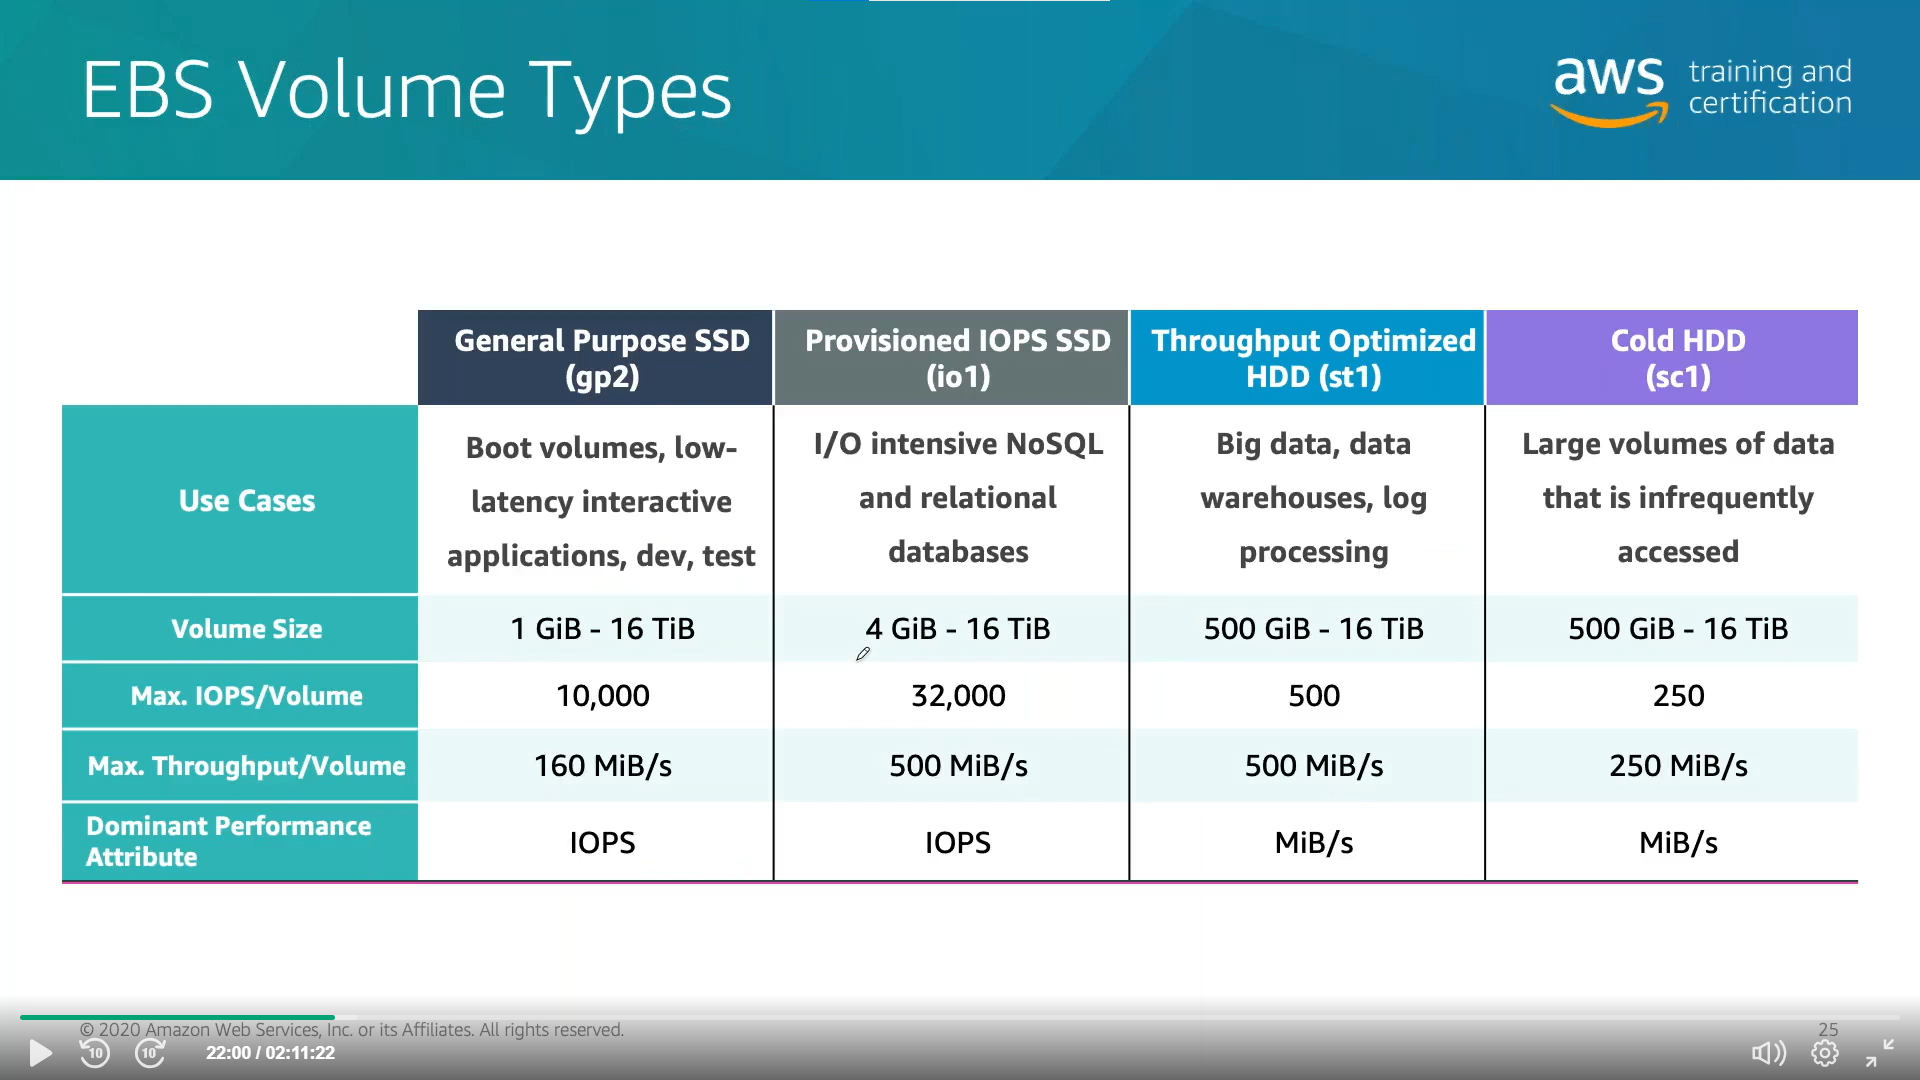 EBS Volume Types
aws training and
certification
General Purpose SSD
(gp2)
Provisioned IOPS SSD
(io1)
Throughput Optimized
HDD (st1)
Cold HDD
(sc1)
Use Cases
Boot volumes, low-
latency interactive
applications, dev, test
I/O intensive NoSQL
and relational
databases
Big data, data
warehouses, log
processing
Large volumes of data
that is infrequently
accessed
Volume Size
1 GiB - 16 TiB
4 GiB - 16 TiB
500 GiB - 16 TiB
500 GiB - 16 TiB
Max. IOPS/Volume
10,000
32,000
500
250
Max. Throughput/Volume
160 MiB/s
500 MiB/s
500 MiB/s
250 MiB/s
Dominant Performance
Attribute
IOPS
IOPS
MiB/s
MiB/s
© 2020 Amazon Web Services, Inc. or its Affiliates. All rights reserved.
25
10
10
22:00 / 02:11:22